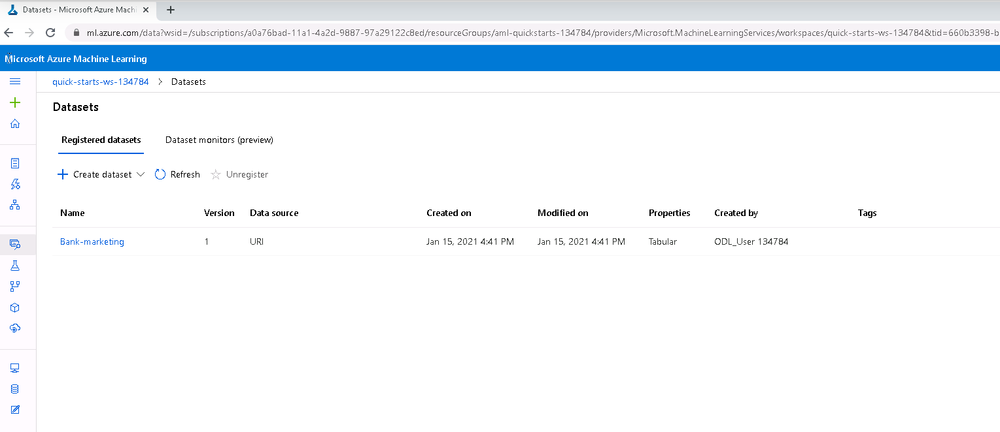 Datasets - Microsoft Azure Machi
ml.azure.com/data?wsid=/subscriptions/a0a76bad-11a1-4a2d-9887-97a29122c8ed/resourceGroups/aml-quickstarts-134784/providers/Microsoft.MachineLearningServices/workspaces/quick-starts-ws-134784&tid=660b3398-b
Microsoft Azure Machine Learning
quick-starts-ws-134784 > Datasets
Datasets
Registered datasets Dataset monitors (preview)
Create dataset Refresh Unregister
Name Version Data source Created on Modified on Properties Created by Tags
Bank-marketing 1 URI Jan 15, 2021 4:41 PM Jan 15, 2021 4:41 PM Tabular ODL_User 134784